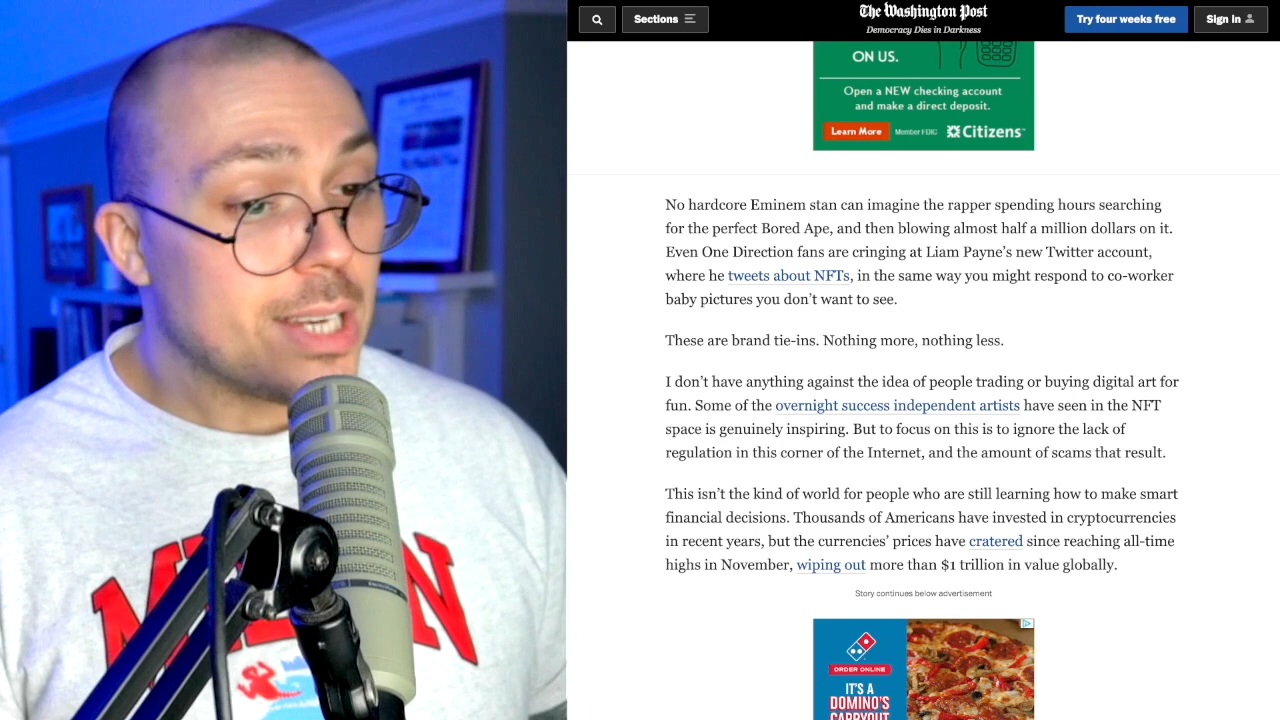 Sections
The Washington Post
Democracy Dies in Darkness
Try four weeks free
Sign in
ON US.
Open a NEW checking account
and make a direct deposit.
Learn More
Member FDIC
Citizens
No hardcore Eminem stan can imagine the rapper spending hours searching
for the perfect Bored Ape, and then blowing almost half a million dollars on it.
Even One Direction fans are cringing at Liam Payne’s new Twitter account,
where he tweets about NFTs, in the same way you might respond to co-worker
baby pictures you don’t want to see.
These are brand tie-ins. Nothing more, nothing less.
I don’t have anything against the idea of people trading or buying digital art for
fun. Some of the overnight success independent artists have seen in the NFT
space is genuinely inspiring. But to focus on this is to ignore the lack of
regulation in this corner of the Internet, and the amount of scams that result.
This isn’t the kind of world for people who are still learning how to make smart
financial decisions. Thousands of Americans have invested in cryptocurrencies
in recent years, but the currencies’ prices have cratered since reaching all-time
highs in November, wiping out more than $1 trillion in value globally.
Story continues below advertisement
ORDER ONLINE
IT'S A
DOMINO'S
CARRYOUT